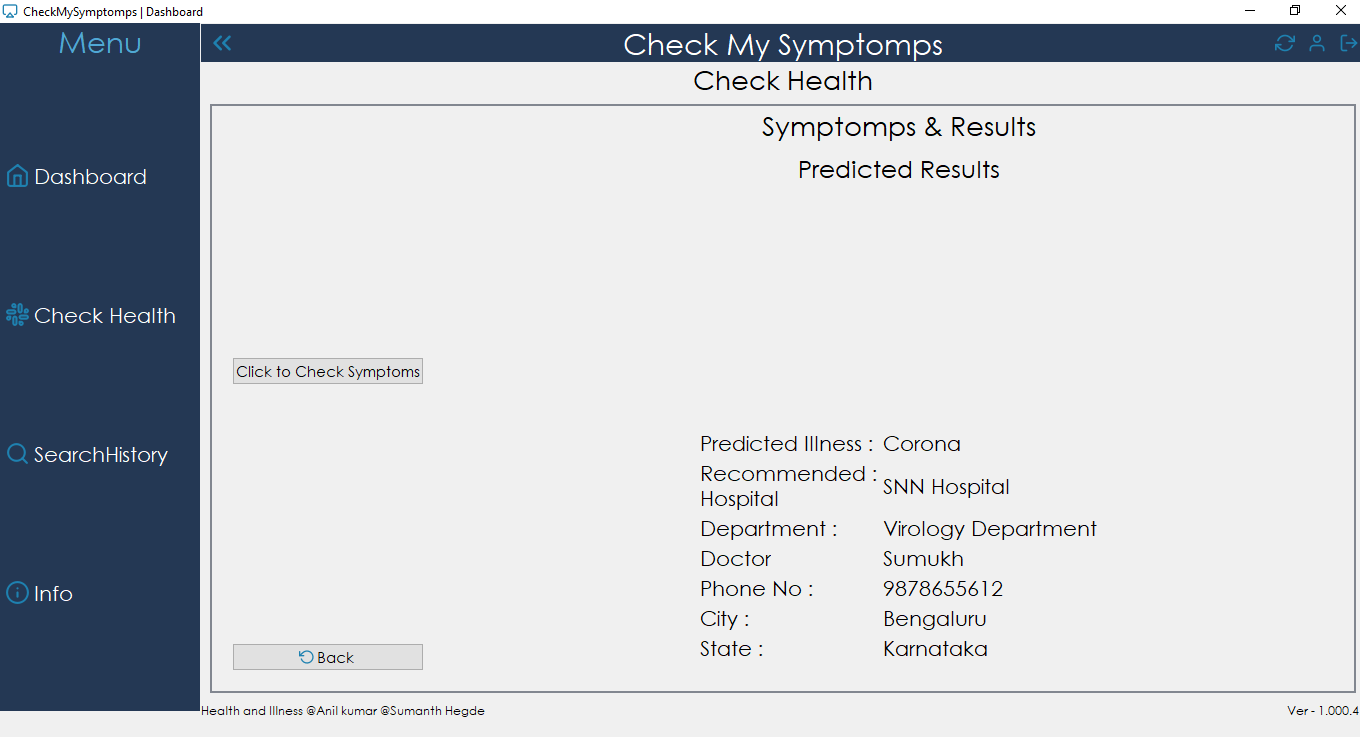 CheckMySymptomps | Dashboard
Menu
Check My Symptomps
Check Health
Dashboard
Check Health
SearchHistory
Info
Symptomps & Results
Predicted Results
Click to Check Symptoms
Predicted Illness : Corona
Recommended :
Hospital
SNN Hospital
Department : Virology Department
Doctor Sumukh
Phone No : 9878655612
City : Bengaluru
State : Karnataka
Back
Health and Illness @Anil kumar @Sumanth Hegde
Ver - 1.000.4